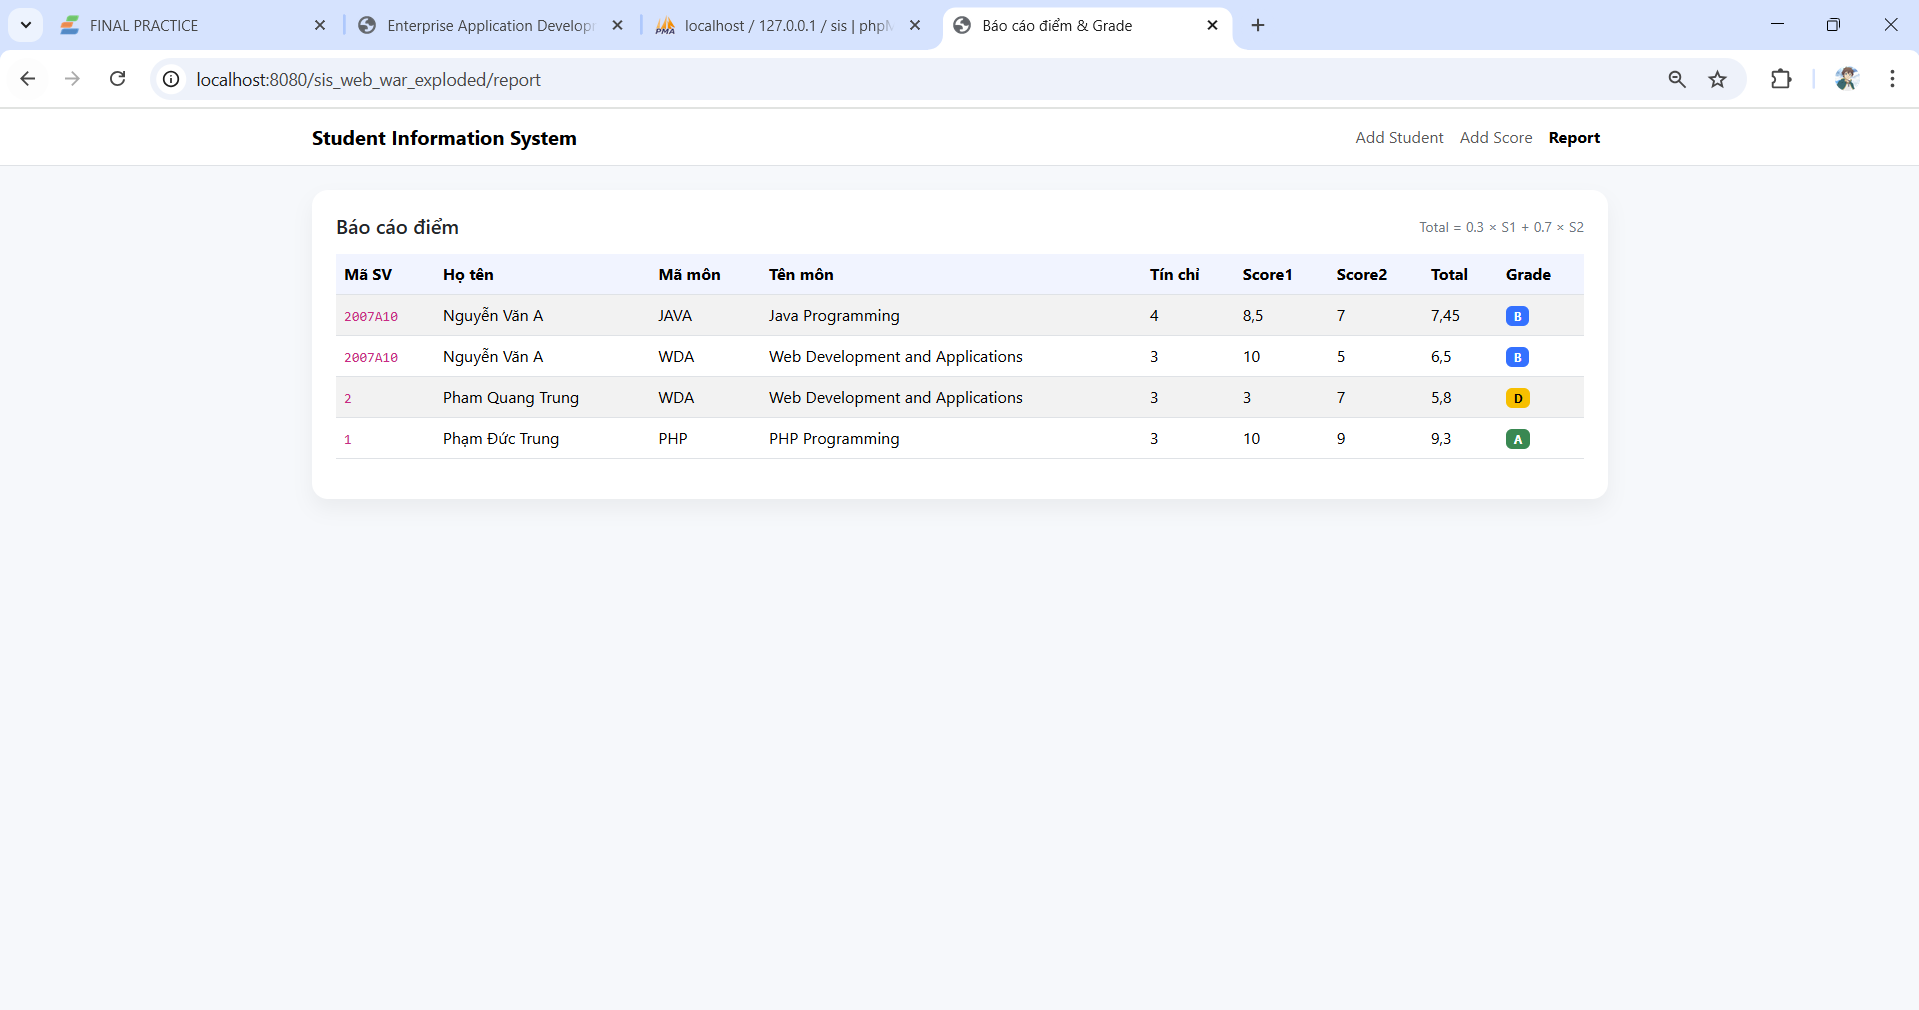 FINAL PRACTICE
Enterprise Application Develop
localhost / 127.0.0.1 / sis | php
Báo cáo điểm & Grade
localhost:8080/sis_web_war_exploded/report
Student Information System
Add Student Add Score Report
Báo cáo điểm
Total = 0.3 × S1 + 0.7 × S2
Mã SV Họ tên Mã môn Tên môn Tín chỉ Score1 Score2 Total Grade
2007A10 Nguyễn Văn A JAVA Java Programming 4 8,5 7 7,45 B
2007A10 Nguyễn Văn A WDA Web Development and Applications 3 10 5 6,5 B
2 Pham Quang Trung WDA Web Development and Applications 3 3 7 5,8 D
1 Phạm Đức Trung PHP PHP Programming 3 10 9 9,3 A